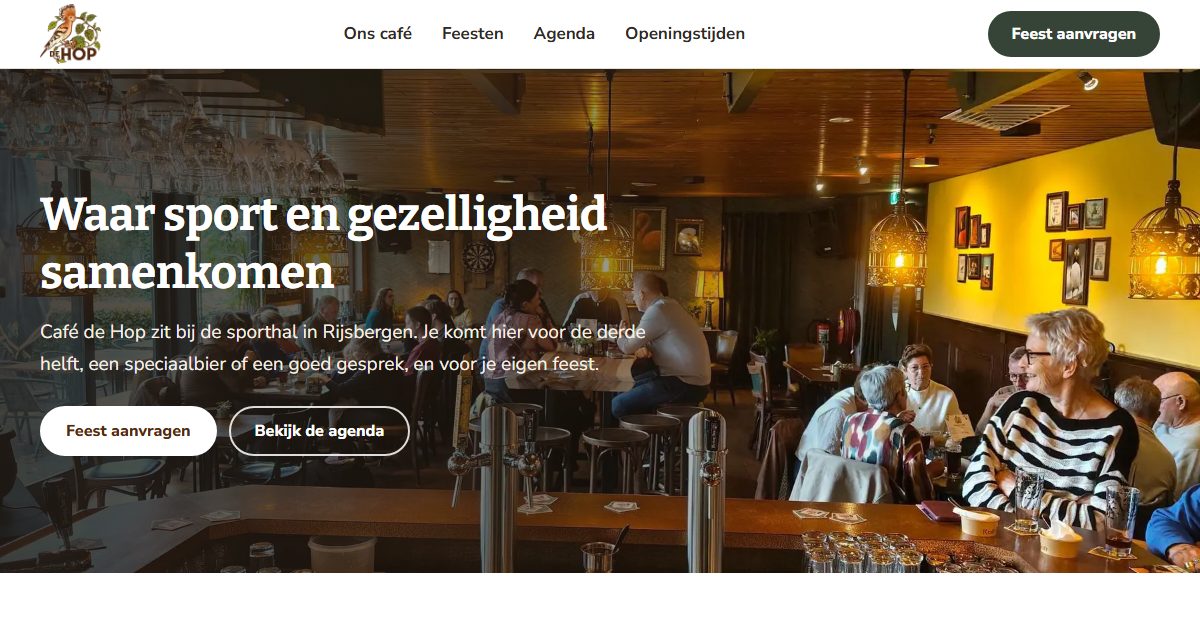 DE HOP
Ons café
Feesten
Agenda
Openingstijden
Feest aanvragen
Waar sport en gezelligheid
samenkomen
Café de Hop zit bij de sporthal in Rijsbergen. Je komt hier voor de derde
helft, een speciaalbier of een goed gesprek, en voor je eigen feest.
Feest aanvragen
Bekijk de agenda